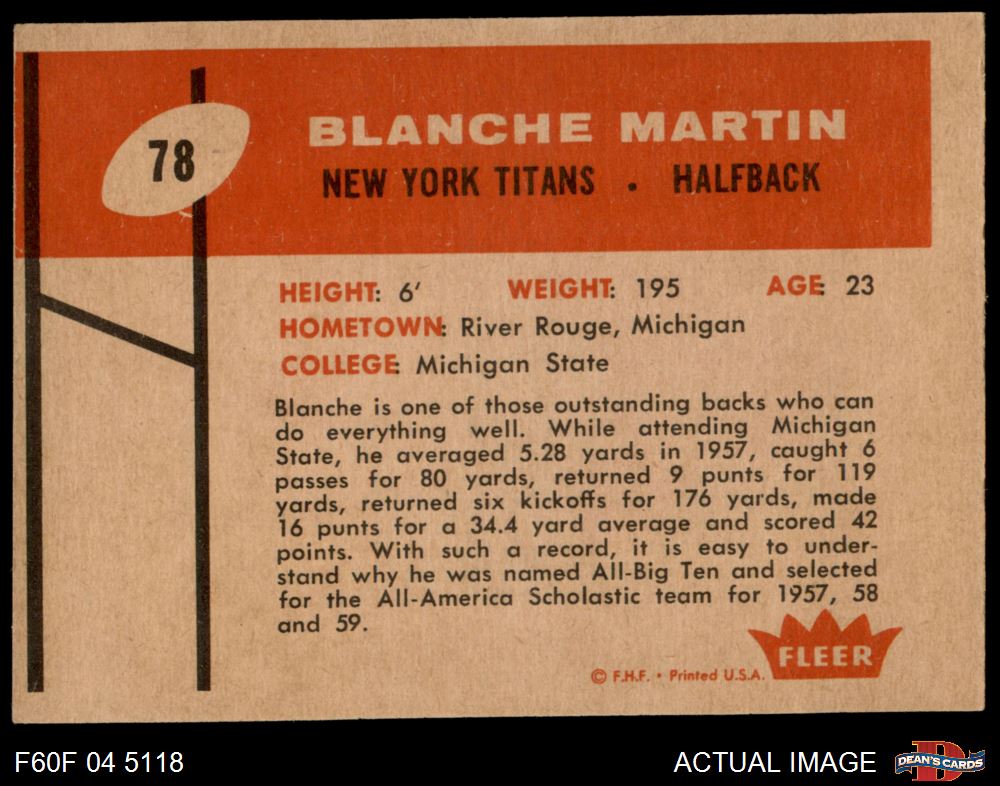 78
BLANCHE MARTIN
NEW YORK TITANS . HALFBACK
HEIGHT: 6' WEIGHT: 195 AGE: 23
HOMETOWN: River Rouge, Michigan
COLLEGE: Michigan State
Blanche is one of those outstanding backs who can
do everything well. While attending Michigan
State, he averaged 5.28 yards in 1957, caught 6
passes for 80 yards, returned 9 punts for 119
yards, returned six kickoffs for 176 yards, made
16 punts for a 34.4 yard average and scored 42
points. With such a record, it is easy to under-
stand why he was named All-Big Ten and selected
for the All-America Scholastic team for 1957, 58
and 59.
FLEER
© F.H.F. • Printed U.S.A.
F60F 04 5118 ACTUAL IMAGE D DEAN'S CARDS